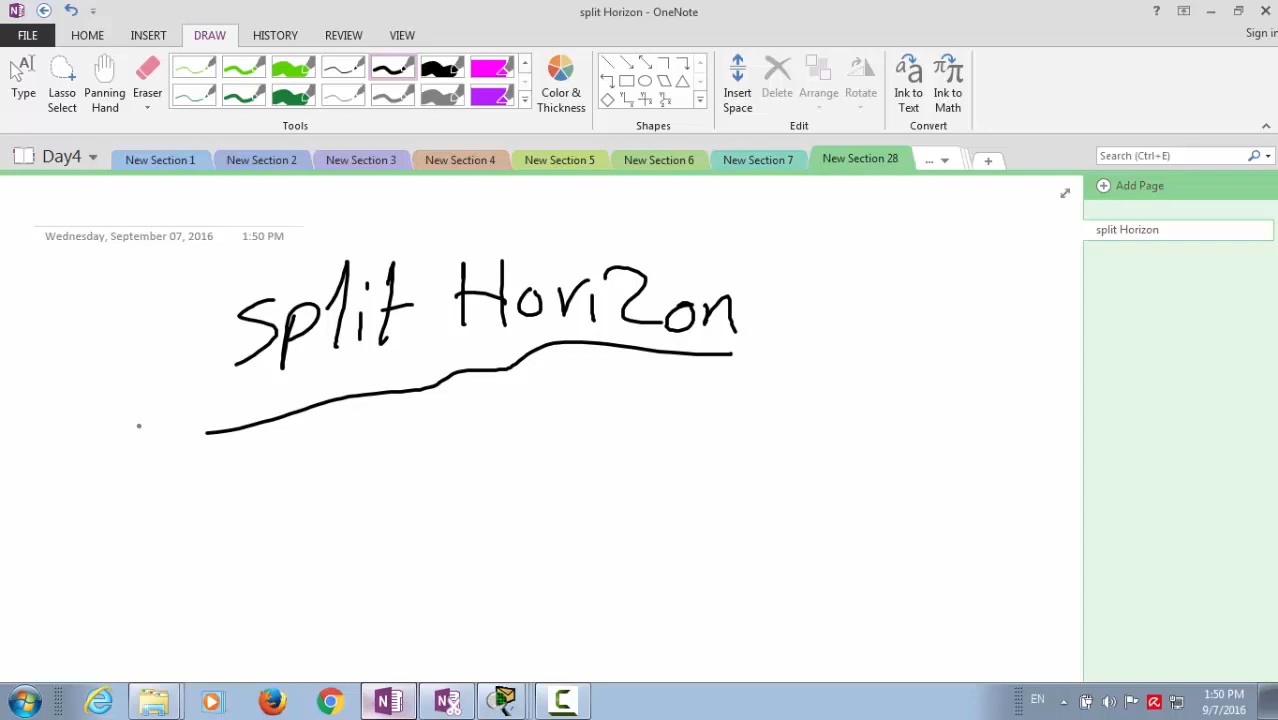 split Horizon - OneNote
?
FILE HOME INSERT DRAW HISTORY REVIEW VIEW Sign in
Type Lasso Select Panning Hand Eraser Color & Thickness Insert Space Delete Arrange Rotate Ink to Text Ink to Math
Tools Shapes Edit Convert
Day4 New Section 1 New Section 2 New Section 3 New Section 4 New Section 5 New Section 6 New Section 7 New Section 28 ... + Search (Ctrl+E)
Add Page
split Horizon
Wednesday, September 07, 2016 1:50 PM
split HoriZon
EN 1:50 PM
9/7/2016